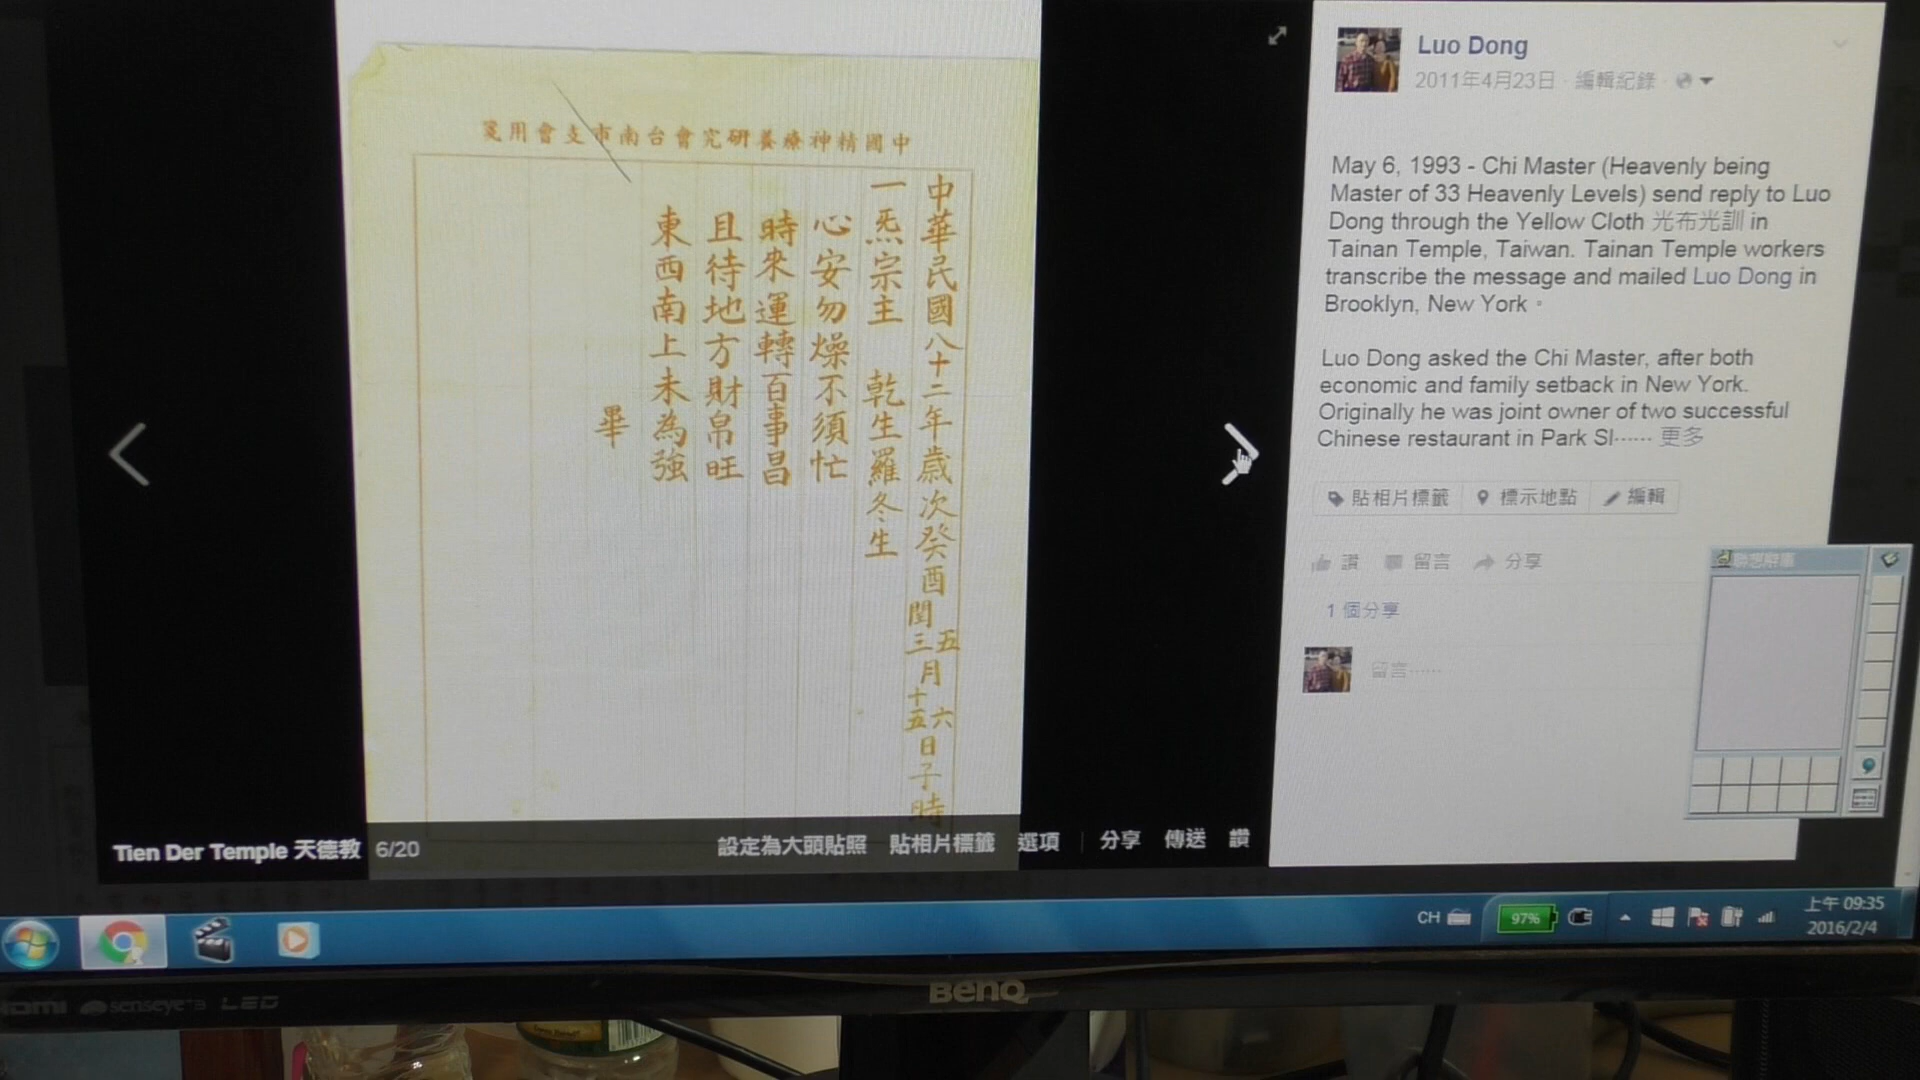 中國精神療養研究會台南市支會用箋
中華民國八十二年歲次癸酉閏三五月十五六日子時
一炁宗主 乾生羅冬生
心安勿燥不須忙
時來運轉百事昌
且待地方財帛旺
東西南上未為強
畢
Tien Der Temple 天德教 6/20
設定為大頭貼照 貼相片標籤 選項 分享 傳送 讚
Luo Dong
2011年4月23日 · 編輯紀錄
May 6, 1993 - Chi Master (Heavenly being
Master of 33 Heavenly Levels) send reply to Luo
Dong through the Yellow Cloth 光布光訓 in
Tainan Temple, Taiwan. Tainan Temple workers
transcribe the message and mailed Luo Dong in
Brooklyn, New York。
Luo Dong asked the Chi Master, after both
economic and family setback in New York.
Originally he was joint owner of two successful
Chinese restaurant in Park Sl⋯⋯ 更多
貼相片標籤 標示地點 編輯
讚 留言 分享
1 個分享
留言⋯⋯
聯想辭庫
CH 97% 上午 09:35
2016/2/4
HDMI senseye+3 LED
BenQ